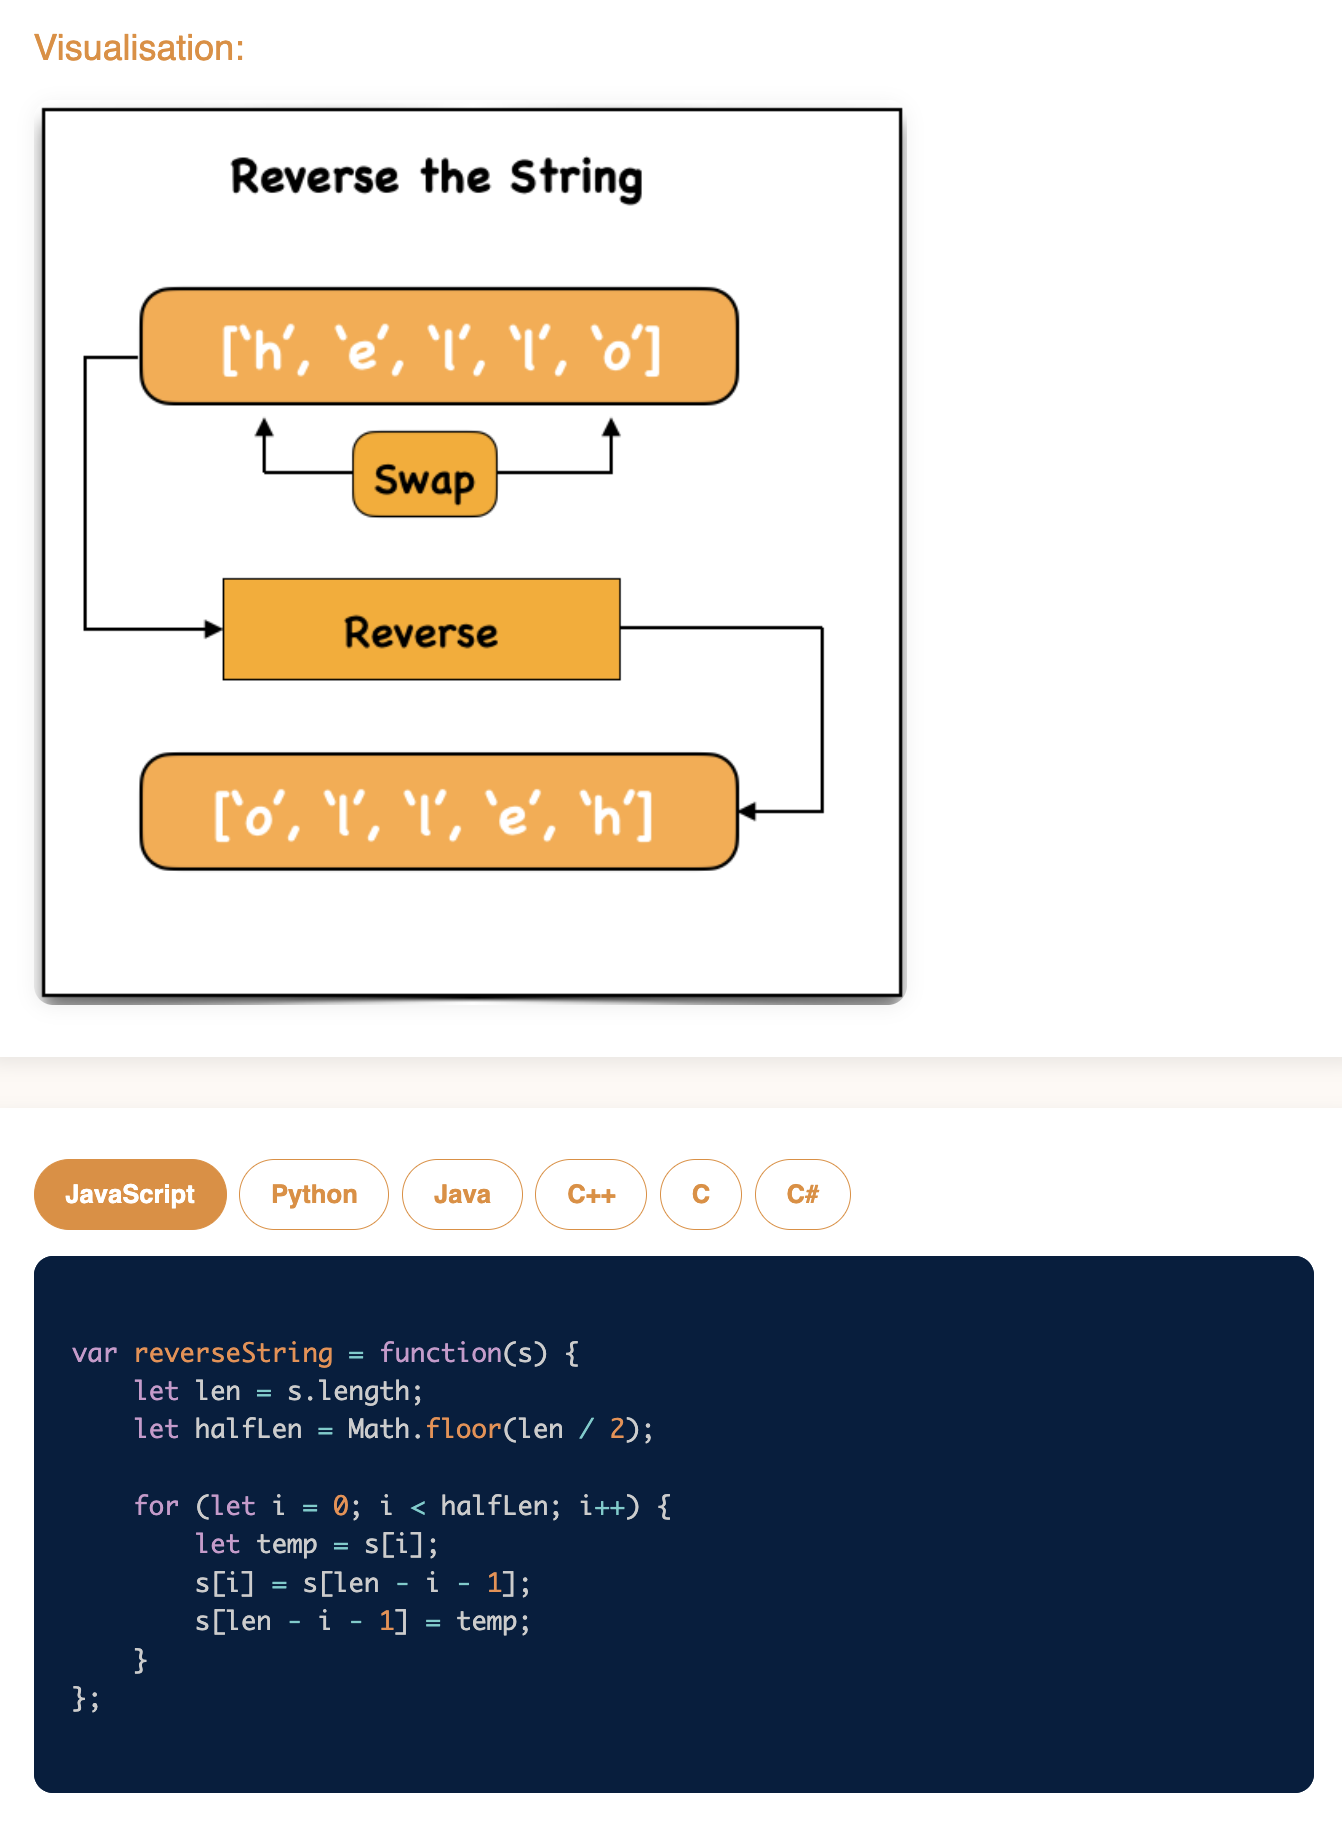 Visualisation:
Reverse the String
[‘h’, ‘e’, ‘l’, ‘l’, ‘o’]
Swap
Reverse
[‘o’, ‘l’, ‘l’, ‘e’, ‘h’]
JavaScript Python Java C++ C C#
var reverseString = function(s) {
    let len = s.length;
    let halfLen = Math.floor(len / 2);
    for (let i = 0; i < halfLen; i++) {
        let temp = s[i];
        s[i] = s[len - i - 1];
        s[len - i - 1] = temp;
    }
};